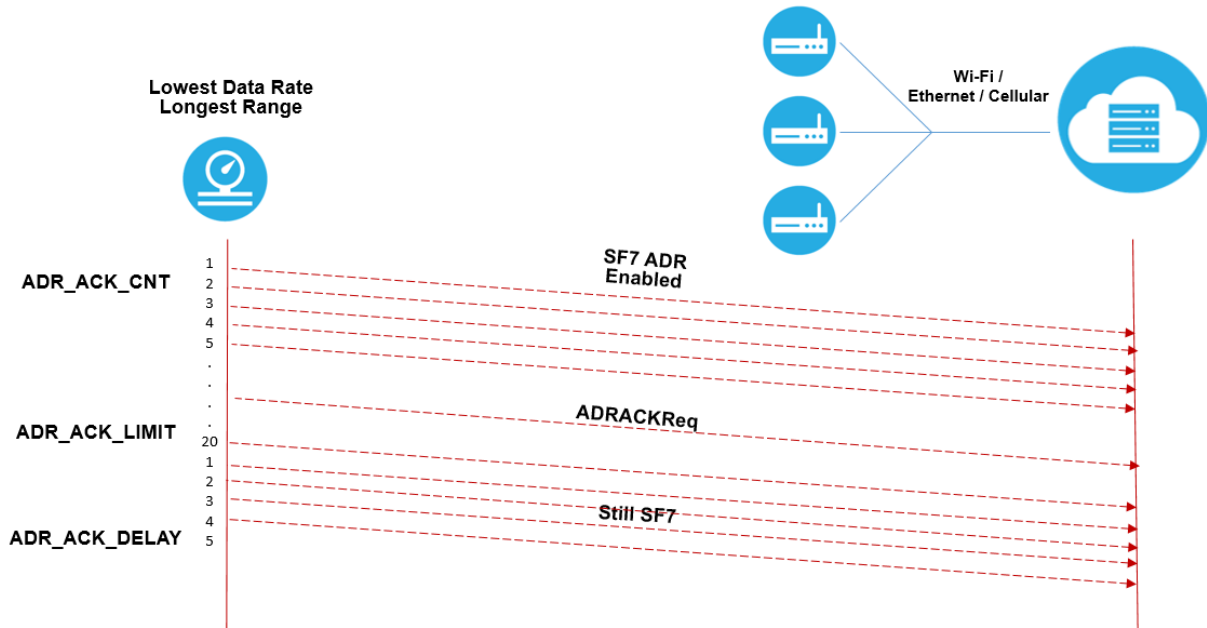 Lowest Data Rate
Longest Range
Wi-Fi /
Ethernet / Cellular
SF7 ADR
Enabled
ADR_ACK_CNT
1
2
3
4
5
.
.
.
.
ADRACKReq
ADR_ACK_LIMIT
20
1
2
3
4
5
Still SF7
ADR_ACK_DELAY